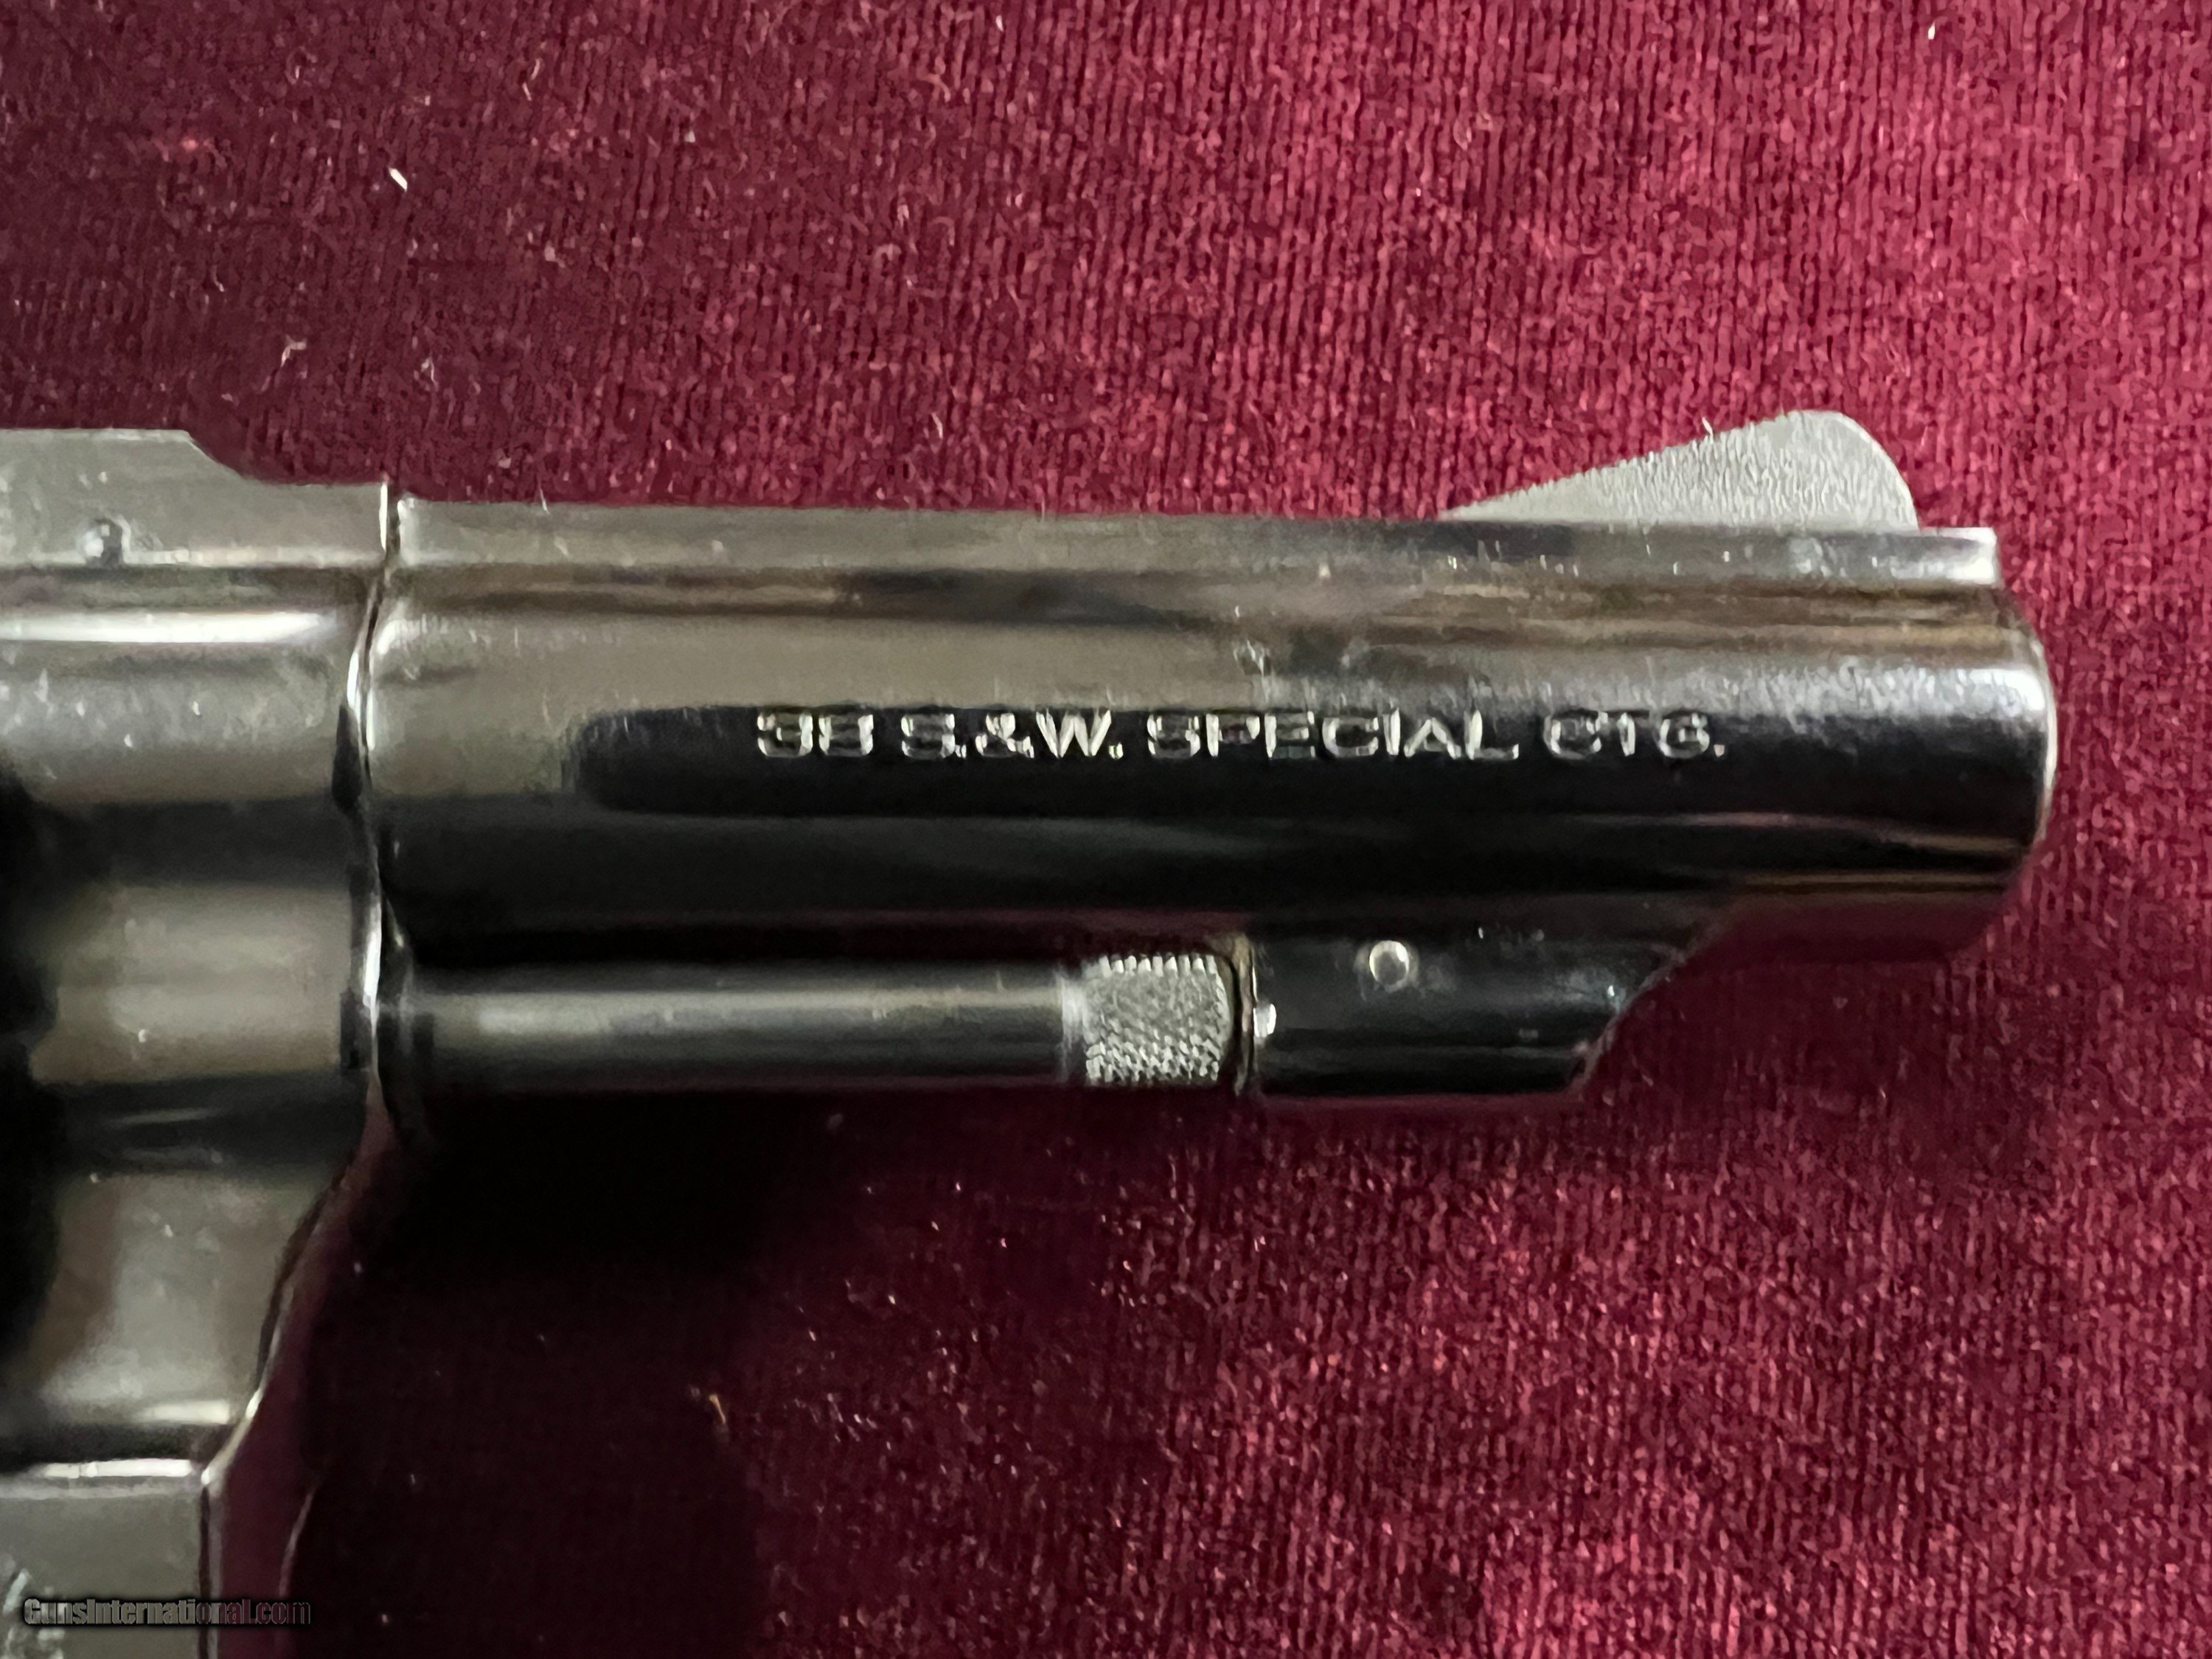 38 S.&W. SPECIAL CTG.
GunsInternational.com